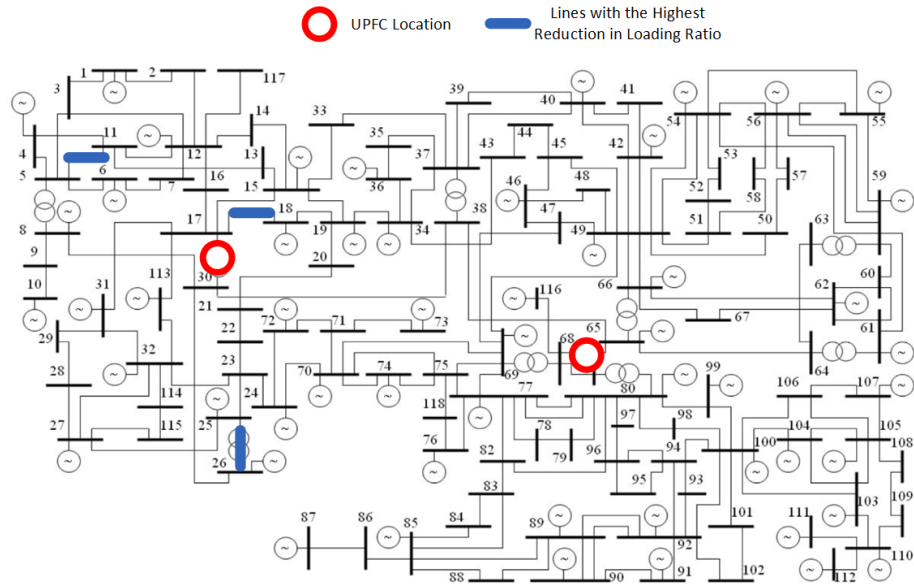 UPFC Location
Lines with the Highest
Reduction in Loading Ratio
1 2 117 3 14 33 39 40 41 54 56 55
4 11 12 13 35 37 43 44 45 42 53 59
5 6 7 16 15 36 46 48 52 57 58
8 17 18 19 34 38 47 49 51 50 63
9 30 20 116 66 62 60
10 31 113 21 72 71 73 68 65 67 61
29 32 22 23 70 74 75 69 80 99 64
28 114 24 118 77 78 97 98 106 107
27 115 25 76 79 96 94 100 104 105
26 82 95 93 108
83 101 103 109
87 86 85 84 89 92 111 110
88 90 91 102 112
~ ~ ~ ~ ~ ~ ~ ~ ~ ~ ~ ~ ~ ~ ~ ~ ~ ~ ~ ~ ~ ~ ~ ~ ~ ~ ~ ~ ~ ~ ~ ~ ~ ~ ~ ~ ~ ~ ~ ~ ~ ~ ~ ~ ~ ~ ~ ~ ~ ~ ~ ~